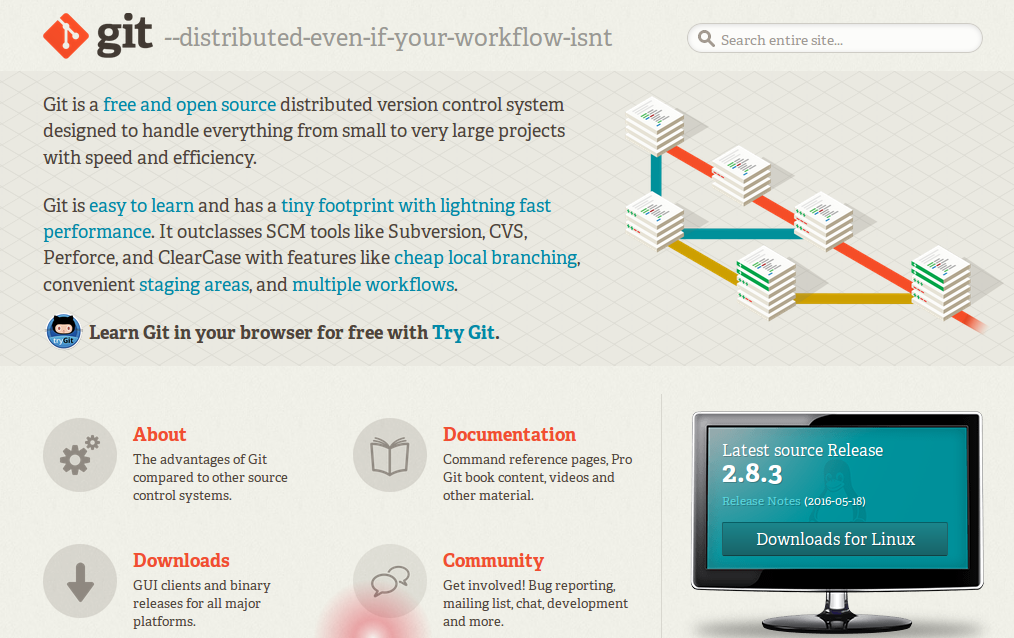 git --distributed-even-if-your-workflow-isnt
Search entire site...
Git is a free and open source distributed version control system
designed to handle everything from small to very large projects
with speed and efficiency.
Git is easy to learn and has a tiny footprint with lightning fast
performance. It outclasses SCM tools like Subversion, CVS,
Perforce, and ClearCase with features like cheap local branching,
convenient staging areas, and multiple workflows.
tryGit
Learn Git in your browser for free with Try Git.
About
The advantages of Git
compared to other source
control systems.
Documentation
Command reference pages, Pro
Git book content, videos and
other material.
Downloads
GUI clients and binary
releases for all major
platforms.
Community
Get involved! Bug reporting,
mailing list, chat, development
and more.
Latest source Release
2.8.3
Release Notes (2016-05-18)
Downloads for Linux